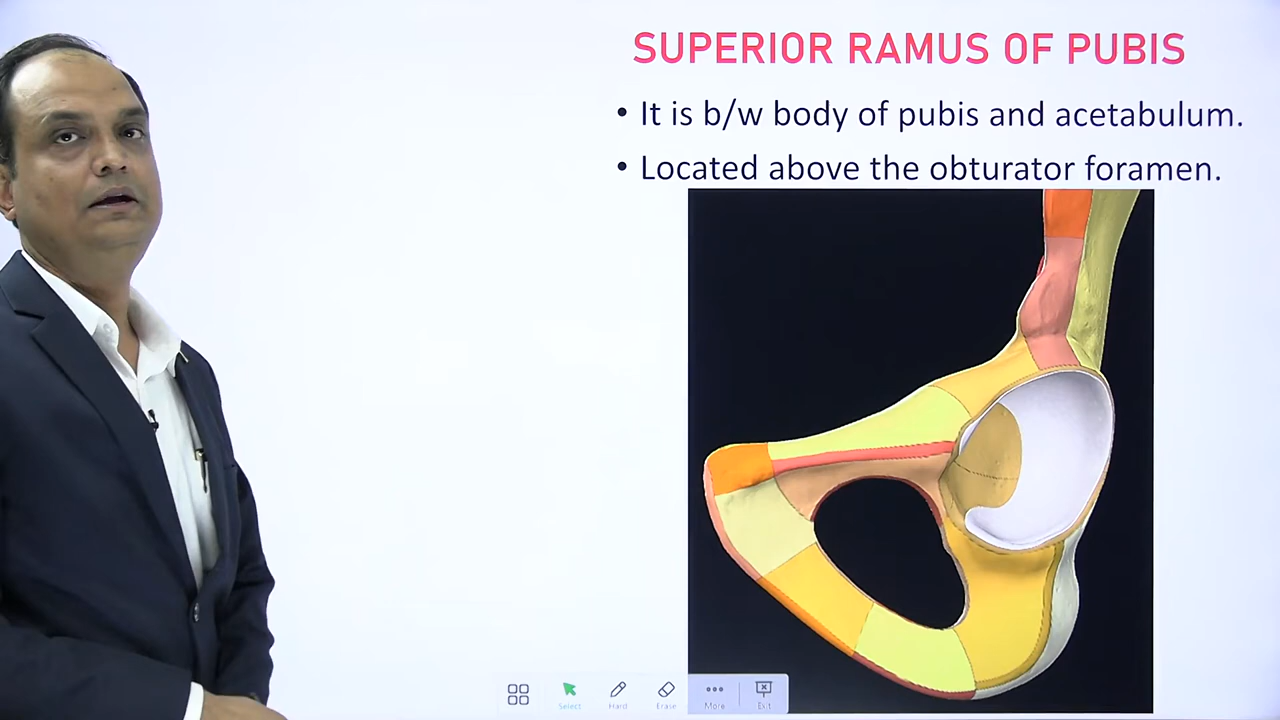 SUPERIOR RAMUS OF PUBIS
• It is b/w body of pubis and acetabulum.
• Located above the obturator foramen.
Select Hard Erase More Exit